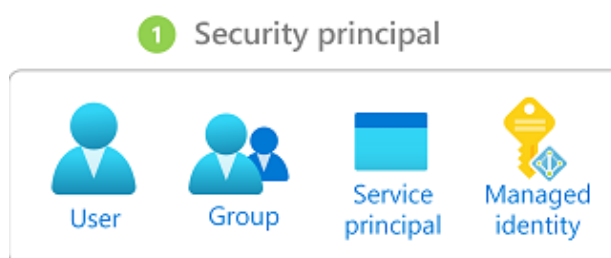 1 Security principal
User
Group
Service
principal
Managed
identity